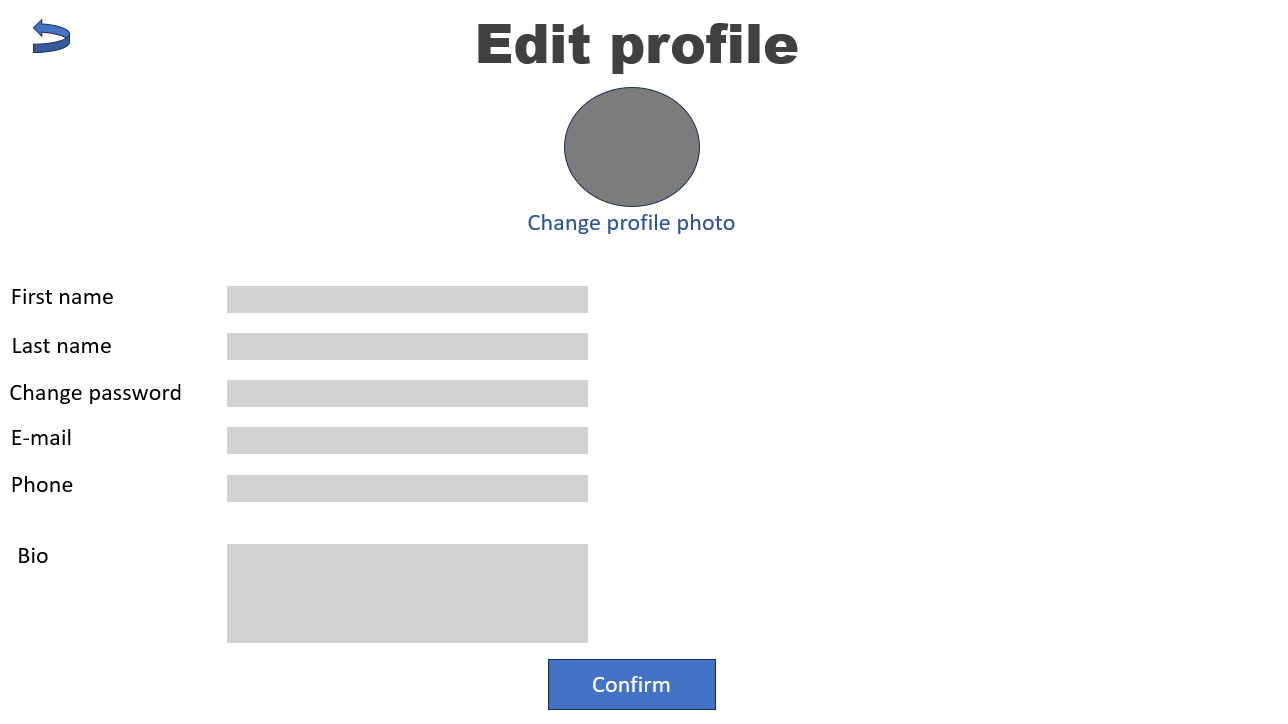 Edit profile
Change profile photo
First name
Last name
Change password
E-mail
Phone
Bio
Confirm